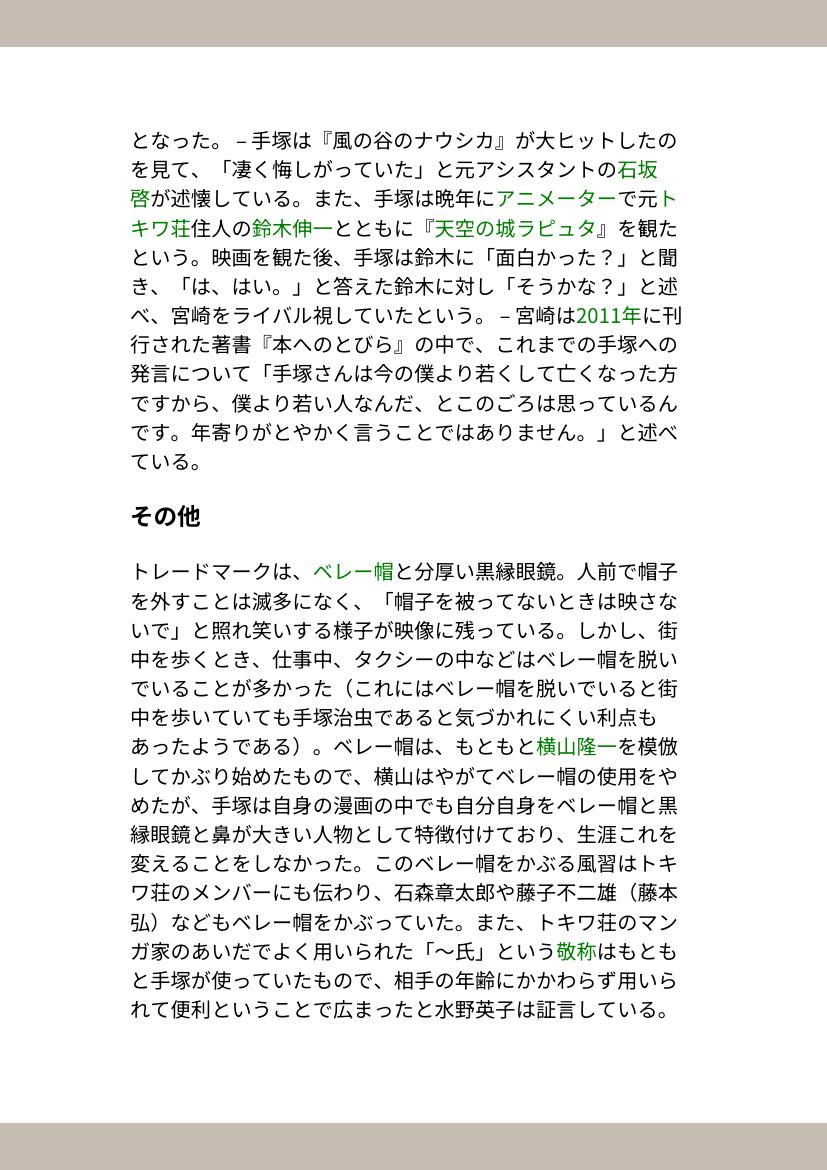 となった。 – 手塚は『風の谷のナウシカ』が大ヒットしたの
を見て、「凄く悔しがっていた」と元アシスタントの石坂
啓が述懐している。また、手塚は晩年にアニメーターで元ト
キワ荘住人の鈴木伸一とともに『天空の城ラピュタ』を観た
という。映画を観た後、手塚は鈴木に「面白かった？」と聞
き、「は、はい。」と答えた鈴木に対し「そうかな？」と述
べ、宮崎をライバル視していたという。 – 宮崎は2011年に刊
行された著書『本へのとびら』の中で、これまでの手塚への
発言について「手塚さんは今の僕より若くして亡くなった方
ですから、僕より若い人なんだ、とこのごろは思っているん
です。年寄りがとやかく言うことではありません。」と述べ
ている。
その他
トレードマークは、ベレー帽と分厚い黒縁眼鏡。人前で帽子
を外すことは滅多になく、「帽子を被ってないときは映さな
いで」と照れ笑いする様子が映像に残っている。しかし、街
中を歩くとき、仕事中、タクシーの中などはベレー帽を脱い
でいることが多かった（これにはベレー帽を脱いでいると街
中を歩いていても手塚治虫であると気づかれにくい利点も
あったようである）。ベレー帽は、もともと横山隆一を模倣
してかぶり始めたもので、横山はやがてベレー帽の使用をや
めたが、手塚は自身の漫画の中でも自分自身をベレー帽と黒
縁眼鏡と鼻が大きい人物として特徴付けており、生涯これを
変えることをしなかった。このベレー帽をかぶる風習はトキ
ワ荘のメンバーにも伝わり、石森章太郎や藤子不二雄（藤本
弘）などもベレー帽をかぶっていた。また、トキワ荘のマン
ガ家のあいだでよく用いられた「〜氏」という敬称はもとも
と手塚が使っていたもので、相手の年齢にかかわらず用いら
れて便利ということで広まったと水野英子は証言している。